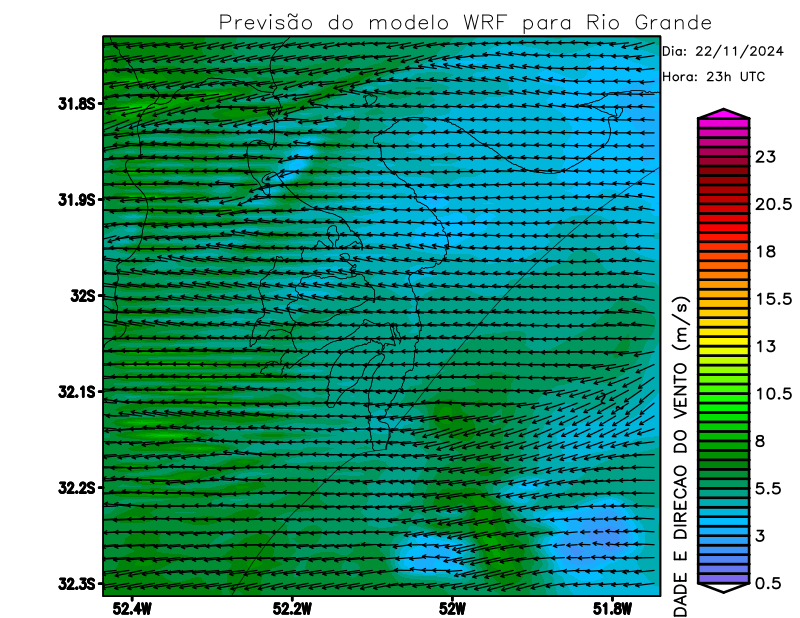 Previsão do modelo WRF para Rio Grande
Dia: 22/11/2024
Hora: 23h UTC
31.8S
31.9S
32S
32.1S
32.2S
32.3S
52.4W
52.2W
52W
51.8W
23
20.5
18
15.5
13
10.5
8
5.5
3
0.5
DADE E DIRECAO DO VENTO (m/s)